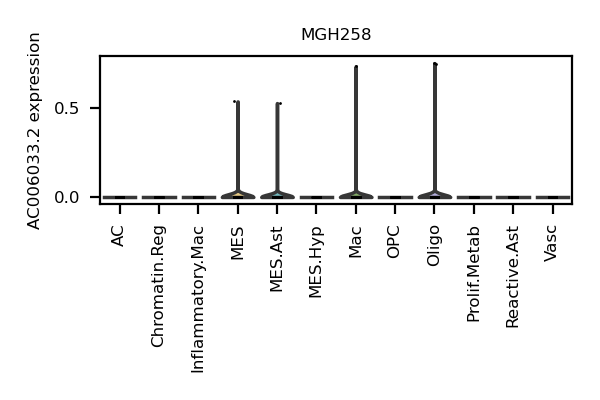 MGH258
AC006033.2 expression
0.5
0.0
AC
Chromatin.Reg
Inflammatory.Mac
MES
MES.Ast
MES.Hyp
Mac
OPC
Oligo
Prolif.Metab
Reactive.Ast
Vasc